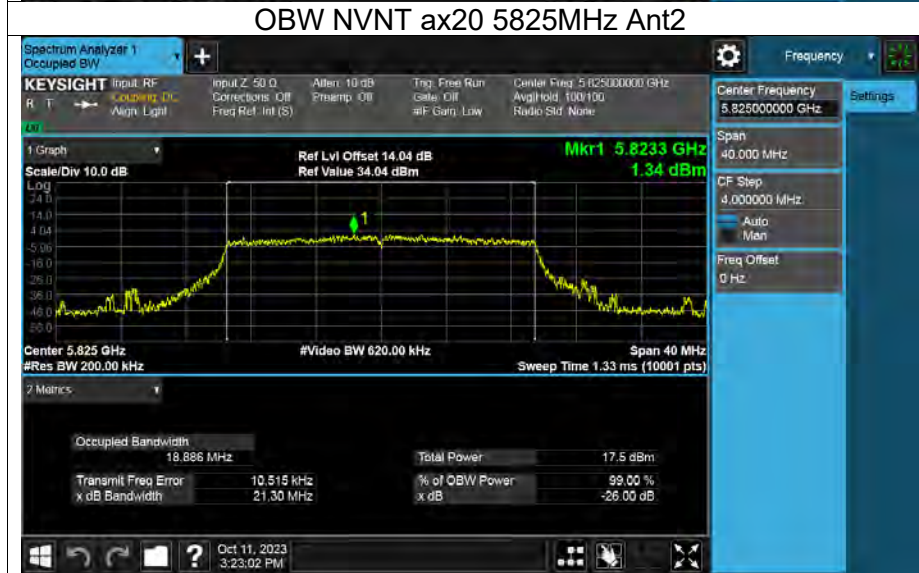 OBW NVNT ax20 5825MHz Ant2
Spectrum Analyzer 1
Occupied BW
+
Frequency
KEYSIGHT
Input: RF
Coupling: DC
Align: Light
R T
Input Z: 50 Ω
Corrections: Off
Freq Ref: Int (S)
Atten: 10 dB
Preamp: Off
Trig: Free Run
Gate: Off
#IF Gain: Low
Center Freq: 5.825000000 GHz
Avg|Hold: 100/100
Radio Std: None
Center Frequency
5.825000000 GHz
Settings
Span
40.000 MHz
CF Step
4.000000 MHz
Auto
Man
Freq Offset
0 Hz
1 Graph
Scale/Div 10.0 dB
Ref Lvl Offset 14.04 dB
Ref Value 34.04 dBm
Mkr1 5.8233 GHz
1.34 dBm
Log
24.0
14.0
4.04
-5.96
-16.0
-26.0
-36.0
-46.0
-56.0
1
Center 5.825 GHz
#Video BW 620.00 kHz
Span 40 MHz
#Res BW 200.00 kHz
Sweep Time 1.33 ms (10001 pts)
2 Metrics
Occupied Bandwidth
18.886 MHz
Total Power 17.5 dBm
Transmit Freq Error 10.515 kHz
% of OBW Power 99.00 %
x dB Bandwidth 21.30 MHz
x dB -26.00 dB
?
Oct 11, 2023
3:23:02 PM